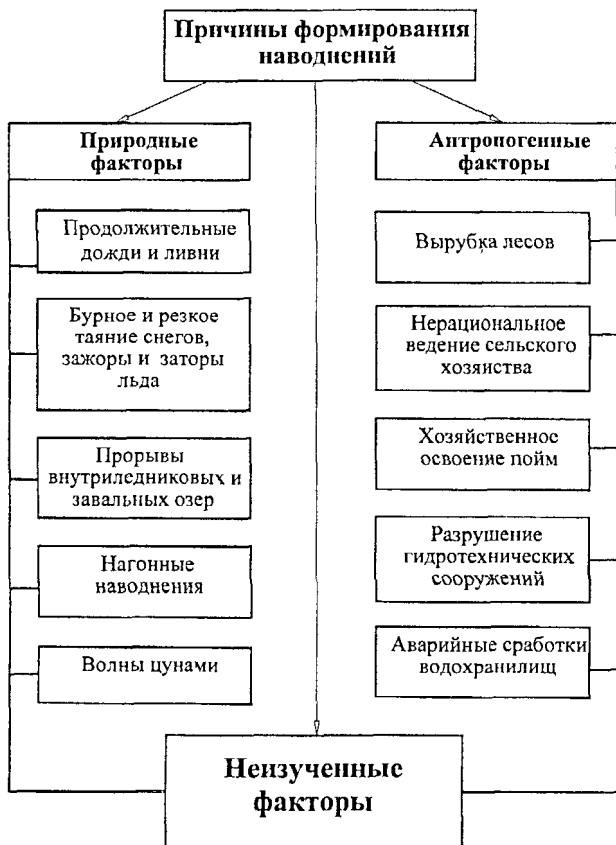 Причины формирования
наводнений
Природные
факторы
Продолжительные
дожди и ливни
Бурное и резкое
таяние снегов,
зажоры и заторы
льда
Прорывы
внутриледниковых и
завальных озер
Нагонные
наводнения
Волны цунами
Антропогенные
факторы
Вырубка лесов
Нерациональное
ведение сельского
хозяиства
Хозяйственное
освоение пойм
Разрушение
гидротехнических
сооружений
Аварийные сработки
водохранилищ
Неизученные
факторы